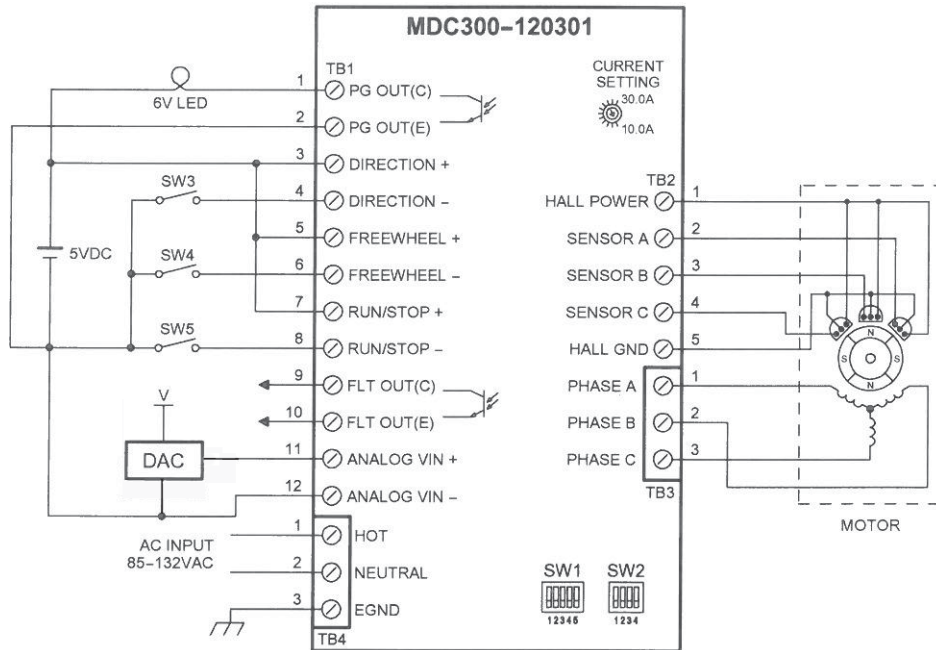 MDC300-120301
TB1
1 PG OUT(C)
6V LED
2 PG OUT(E)
3 DIRECTION +
SW3
4 DIRECTION −
5 FREEWHEEL +
5VDC
SW4
6 FREEWHEEL −
7 RUN/STOP +
SW5
8 RUN/STOP −
9 FLT OUT(C)
10 FLT OUT(E)
V
DAC
11 ANALOG VIN +
12 ANALOG VIN −
AC INPUT
85–132VAC
1 HOT
2 NEUTRAL
3 EGND
TB4
CURRENT
SETTING
30.0A
10.0A
TB2
HALL POWER 1
SENSOR A 2
SENSOR B 3
SENSOR C 4
HALL GND 5
PHASE A 1
PHASE B 2
PHASE C 3
TB3
N
S S
N
MOTOR
SW1 SW2
12345 1234